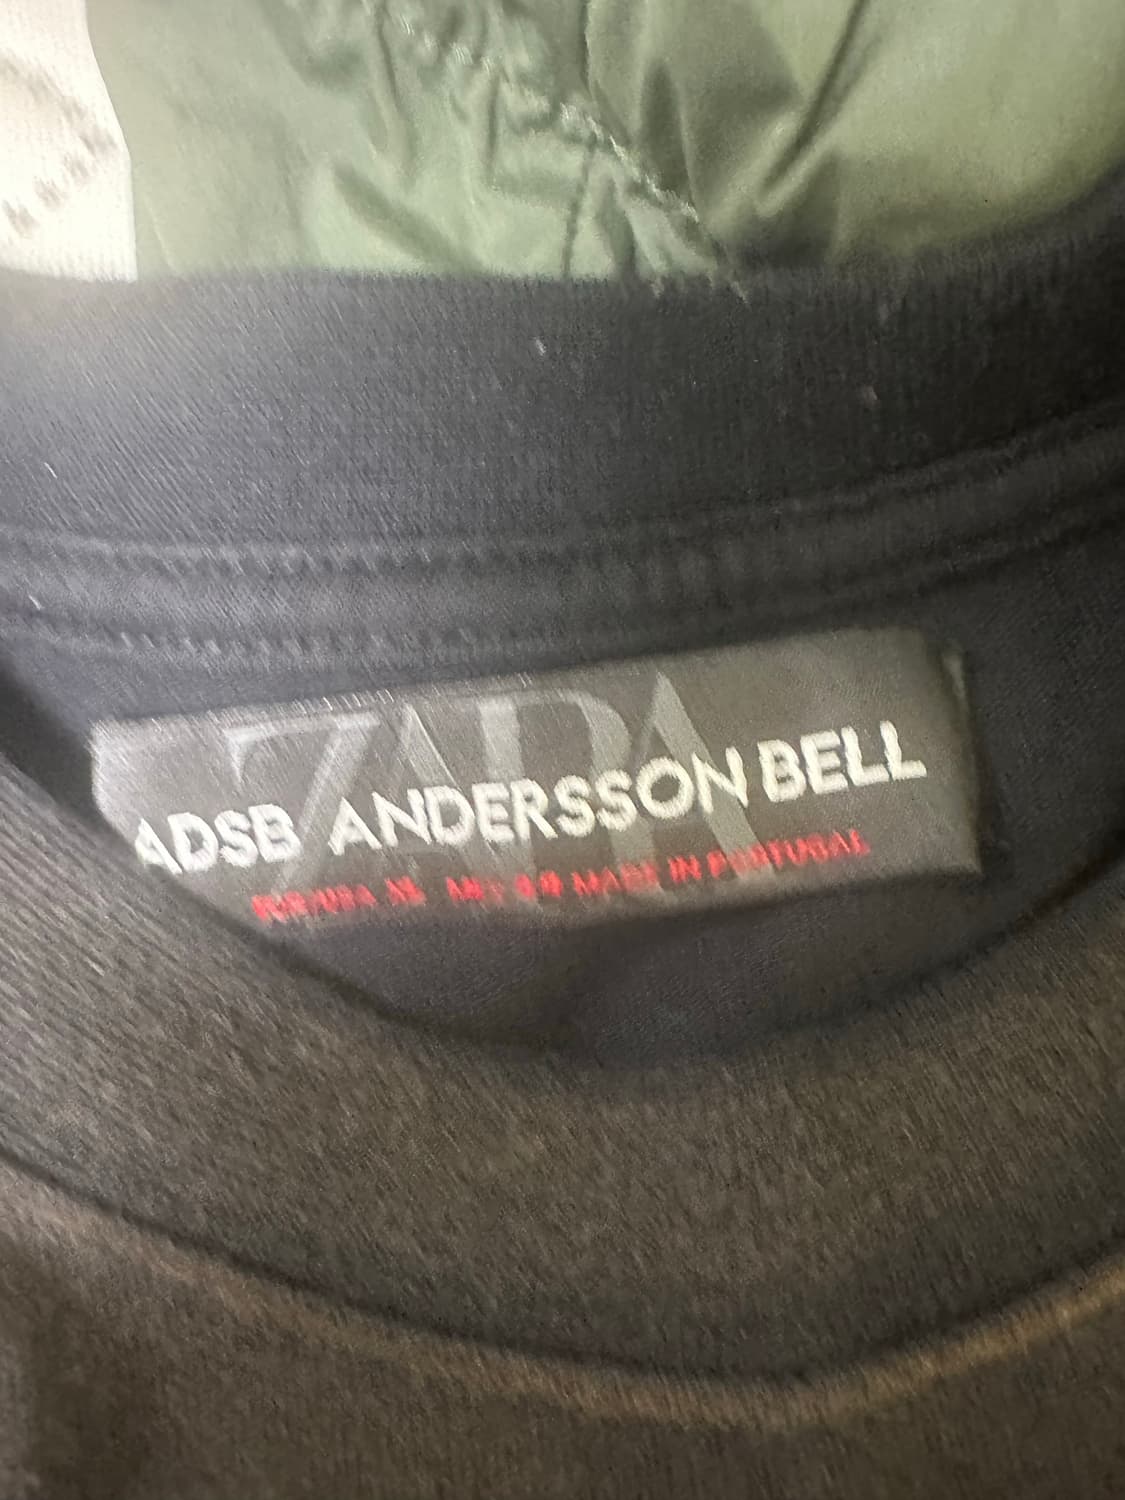 ZARA
ADSB ANDERSSON BELL
MADE IN PORTUGAL